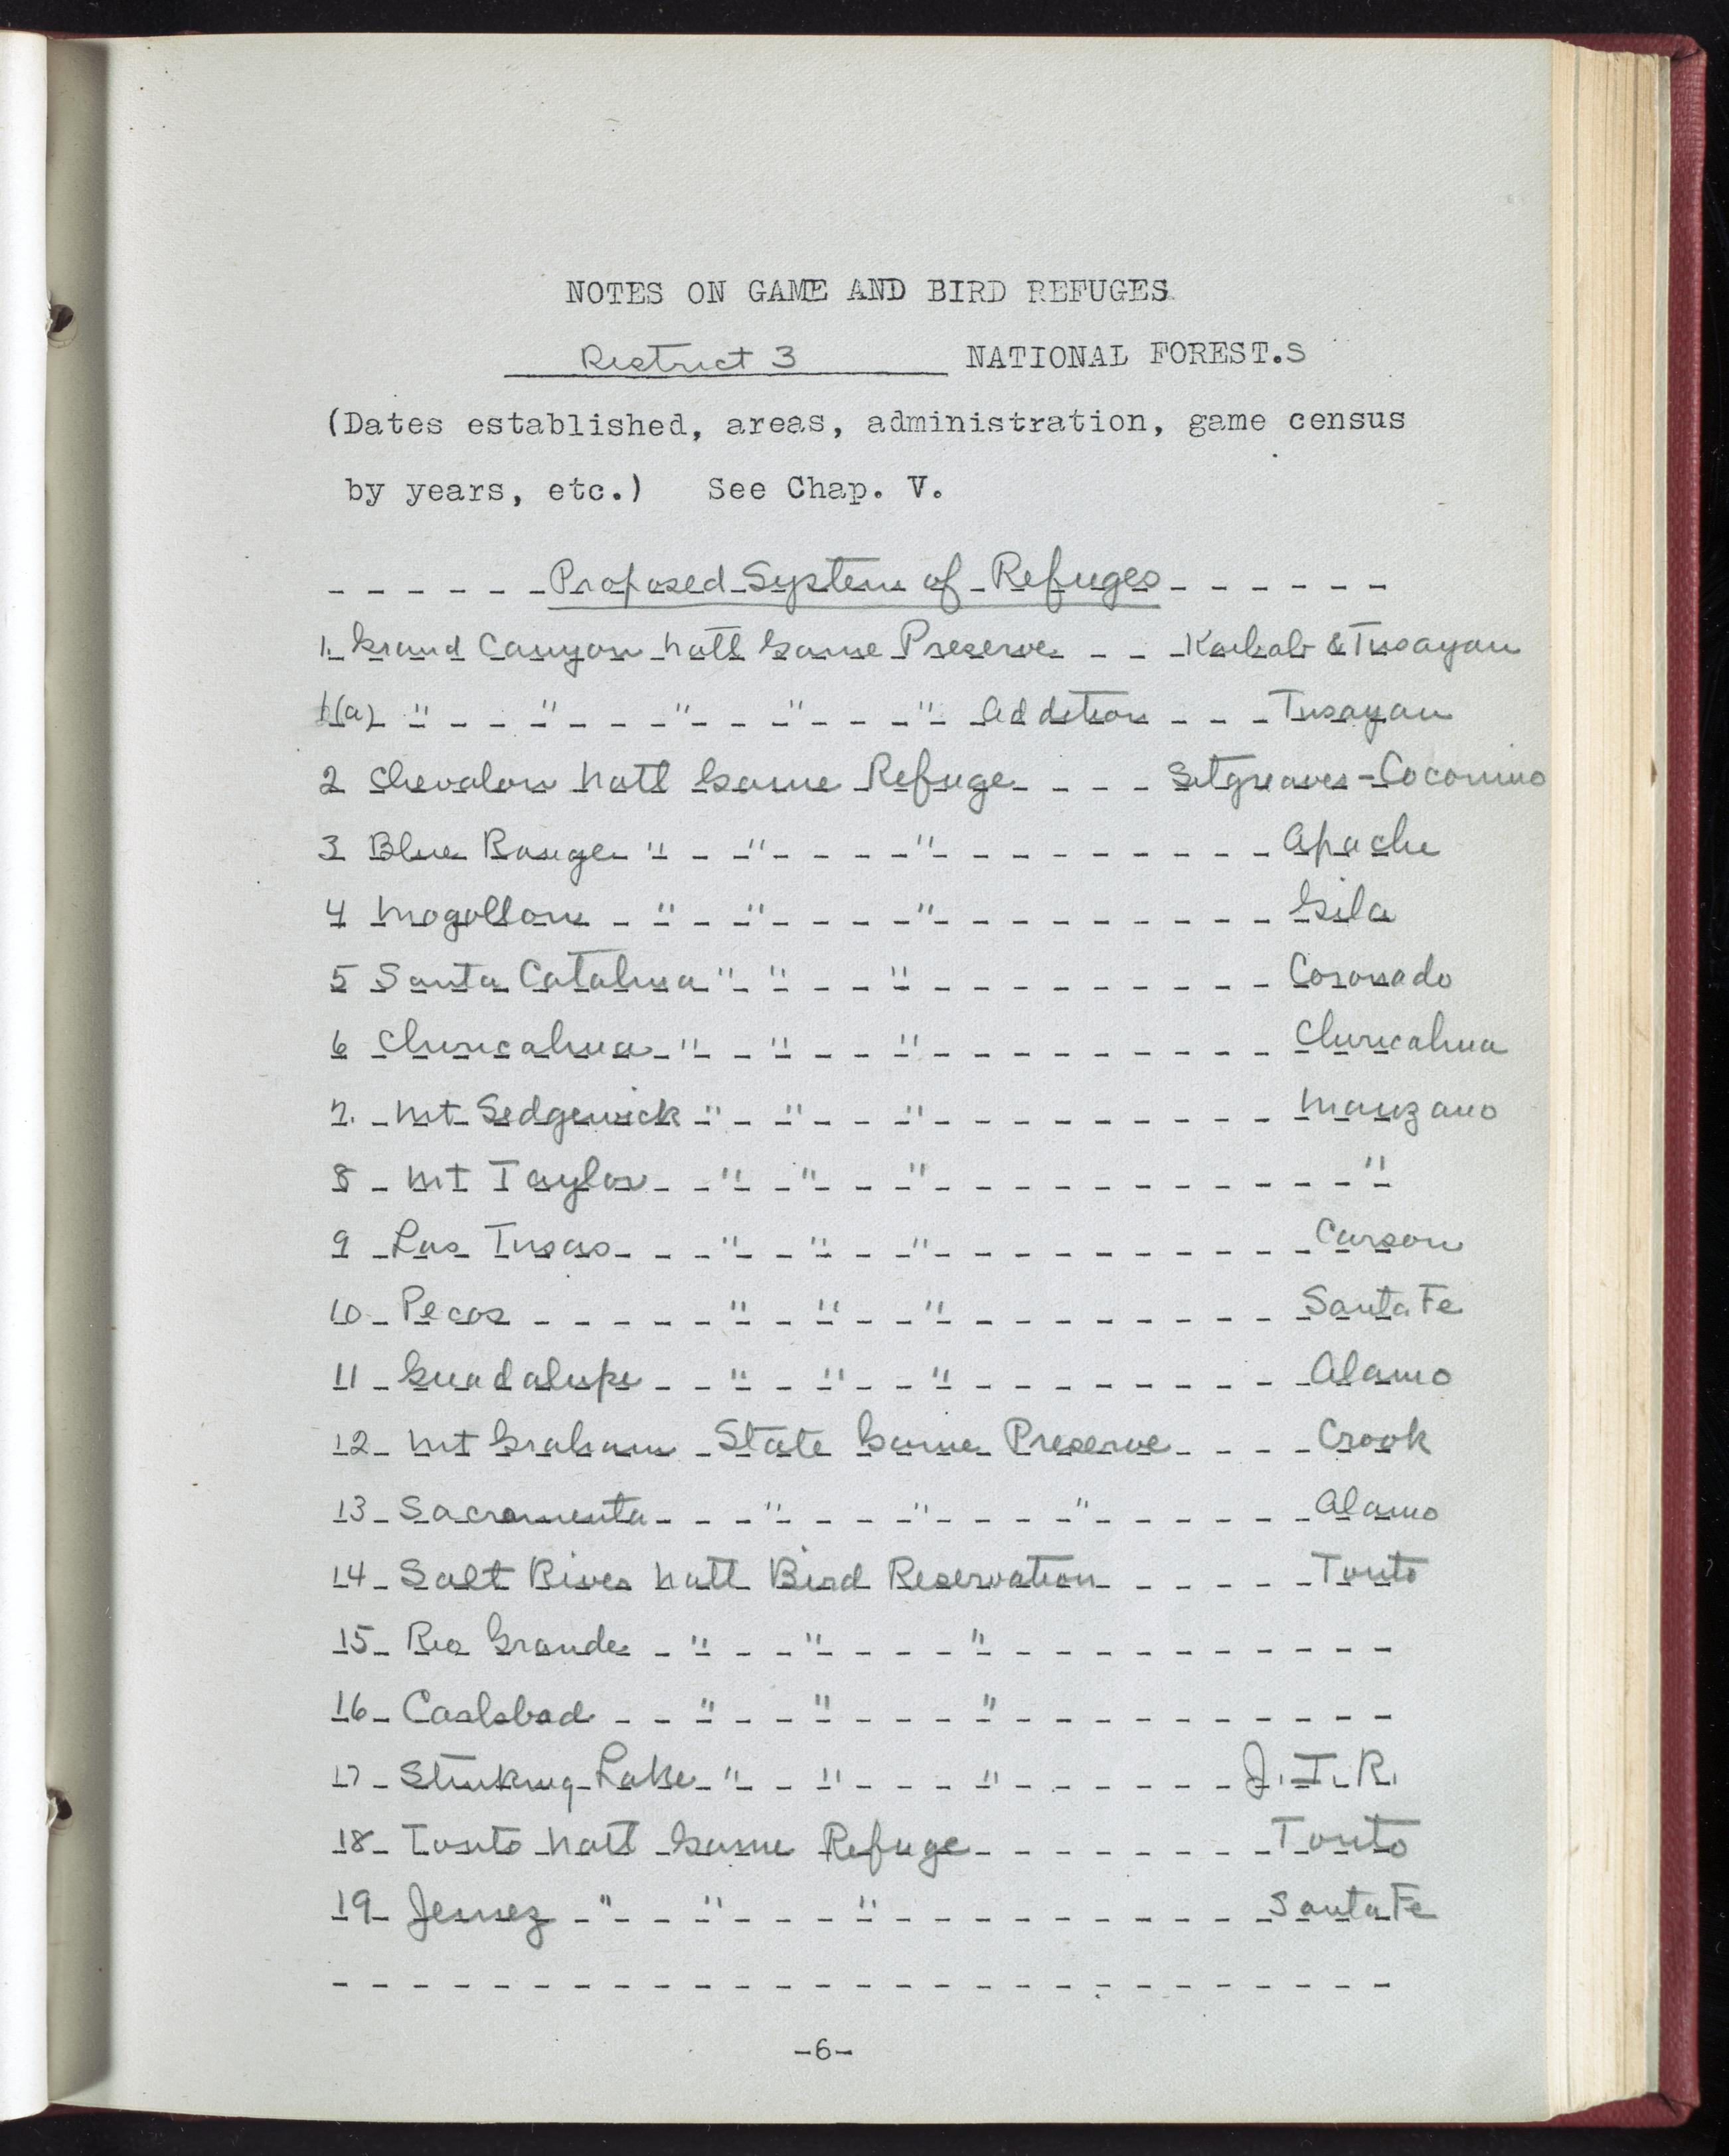 NOTES ON GAME AND BIRD REFUGES
District 3 NATIONAL FOREST.S
(Dates established, areas, administration, game census
by years, etc.) See Chap. V.
Proposed System of Refuges
1. Grand Canyon Natl Game Preserve Kaibab & Tusayan
1(a) " " " " " Addition Tusayan
2 Chevalon Natl Game Refuge Sitgreaves-Coconino
3 Blue Range " " " Apache
4 Mogollon " " " Gila
5 Santa Catalina " " " Coronado
6 Chiricahua " " " Chiricahua
7. Mt Sedgewick " " " Manzano
8 Mt Taylor " " " "
9 Las Tusas " " " Carson
10 Pecos " " " Santa Fe
11 Guadalupe " " " Alamo
12 Mt Graham State Game Preserve Crook
13 Sacramento " " " Alamo
14 Salt River Natl Bird Reservation Tonto
15 Rio Grande " " "
16 Carlsbad " " "
17 Stinking Lake " " " J.I.R.
18 Tonto Natl Game Refuge Tonto
19 Jemez " " " Santa Fe
-6-